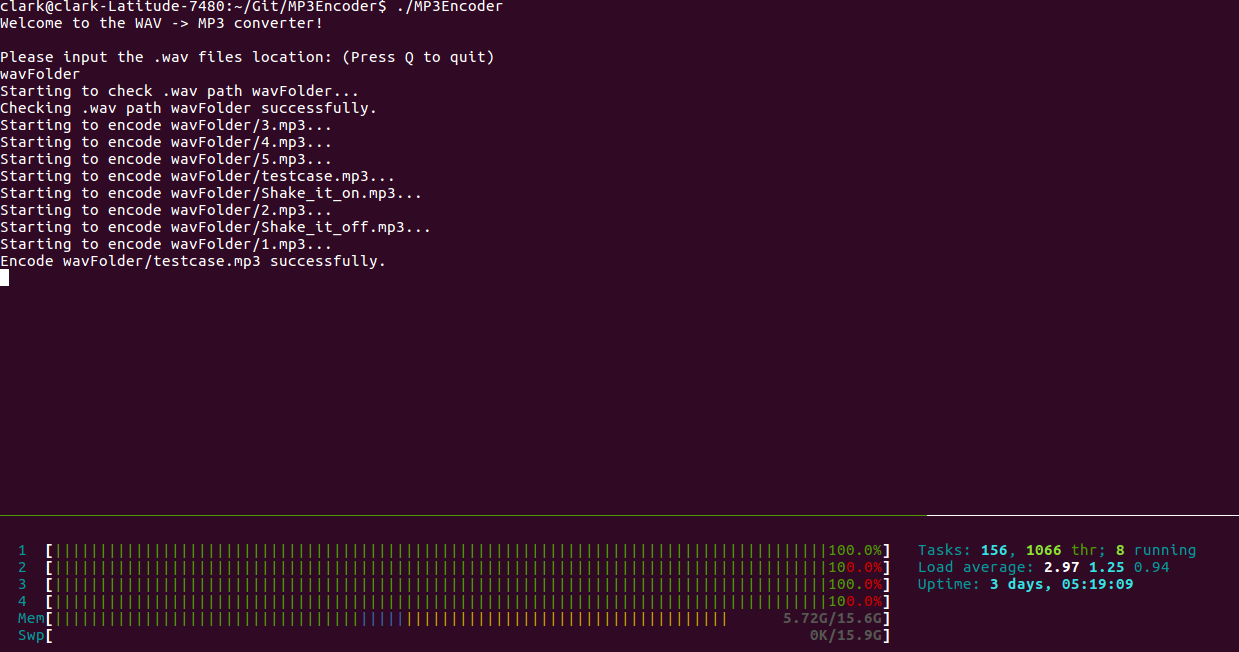 clark@clark-Latitude-7480:~/Git/MP3Encoder$ ./MP3Encoder
Welcome to the WAV -> MP3 converter!
Please input the .wav files location: (Press Q to quit)
wavFolder
Starting to check .wav path wavFolder...
Checking .wav path wavFolder successfully.
Starting to encode wavFolder/3.mp3...
Starting to encode wavFolder/4.mp3...
Starting to encode wavFolder/5.mp3...
Starting to encode wavFolder/testcase.mp3...
Starting to encode wavFolder/Shake_it_on.mp3...
Starting to encode wavFolder/2.mp3...
Starting to encode wavFolder/Shake_it_off.mp3...
Starting to encode wavFolder/1.mp3...
Encode wavFolder/testcase.mp3 successfully.
1 [||||||||||||||||||||||||||||||||||||||||||||||||||||||||||||||||||||||||||||||||||||||100.0%] Tasks: 156, 1066 thr; 8 running
2 [||||||||||||||||||||||||||||||||||||||||||||||||||||||||||||||||||||||||||||||||||||||100.0%] Load average: 2.97 1.25 0.94
3 [||||||||||||||||||||||||||||||||||||||||||||||||||||||||||||||||||||||||||||||||||||||100.0%] Uptime: 3 days, 05:19:09
4 [||||||||||||||||||||||||||||||||||||||||||||||||||||||||||||||||||||||||||||||||||||||100.0%]
Mem[||||||||||||||||||||||||||||||||||||||||||||||||||||||||||||||||||||||||||| 5.72G/15.6G]
Swp[ 0K/15.9G]